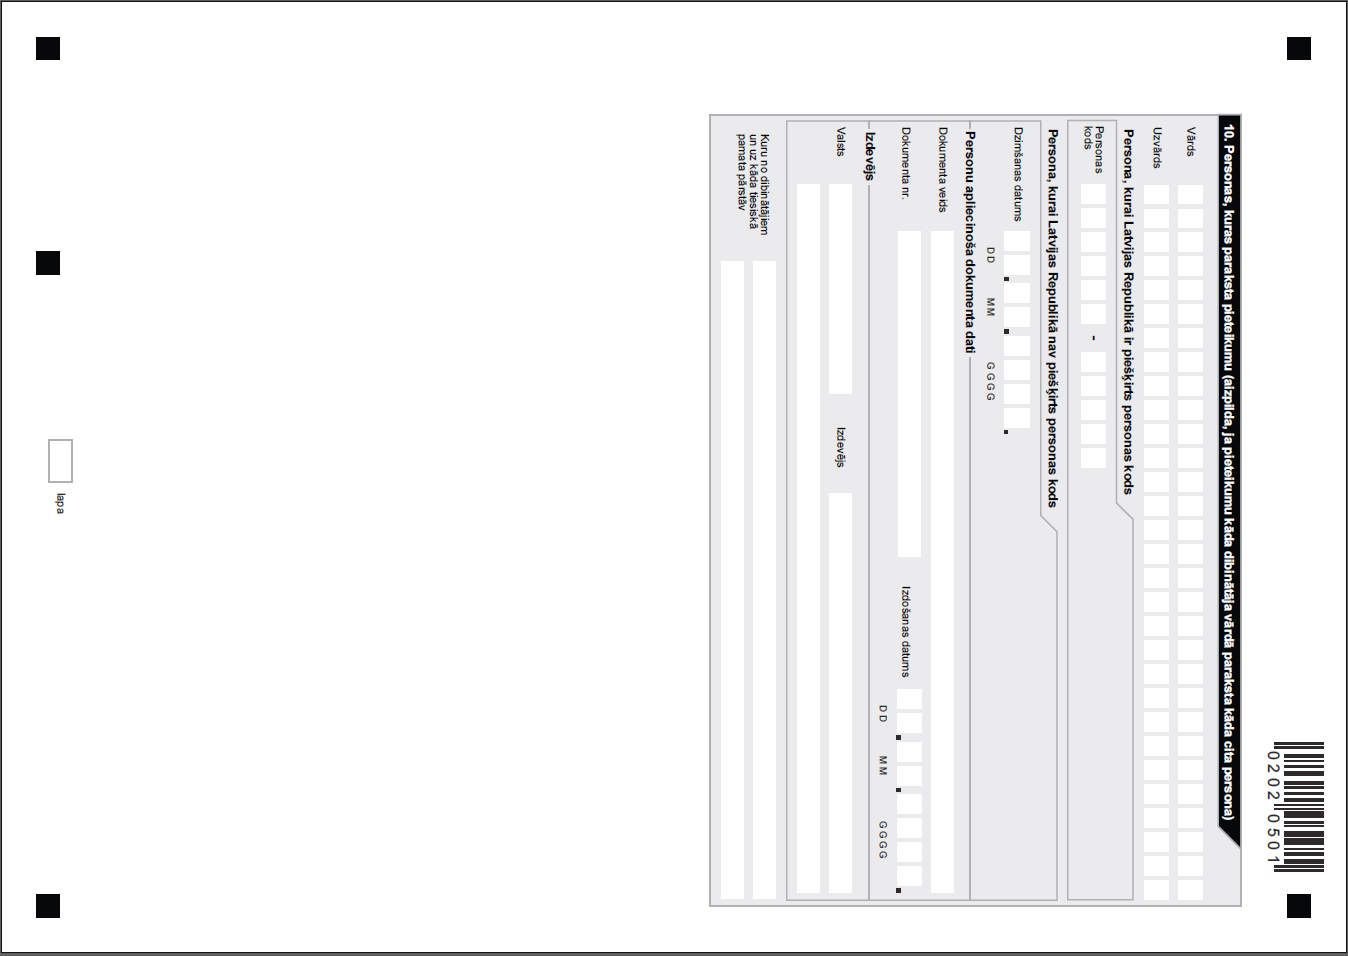 0202 0501
10. Personas, kuras paraksta pieteikumu (aizpilda, ja pieteikumu kāda dibinātāja vārdā paraksta kāda cita persona)
Vārds
Uzvārds
Persona, kurai Latvijas Republikā ir piešķirts personas kods
Personas
kods
-
Persona, kurai Latvijas Republikā nav piešķirts personas kods
Dzimšanas datums
DD MM GGGG
Personu apliecinoša dokumenta dati
Dokumenta veids
Dokumenta nr. Izdošanas datums
DD MM GGGG
Izdevējs
Valsts Izdevējs
Kuru no dibinātājiem
un uz kāda tiesiskā
pamata pārstāv
lapa